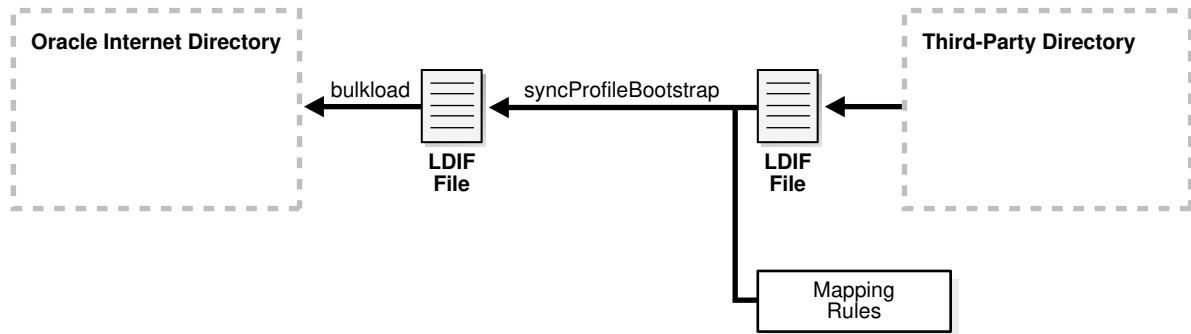 Oracle Internet Directory
Third-Party Directory
bulkload
syncProfileBootstrap
LDIF
File
LDIF
File
Mapping
Rules